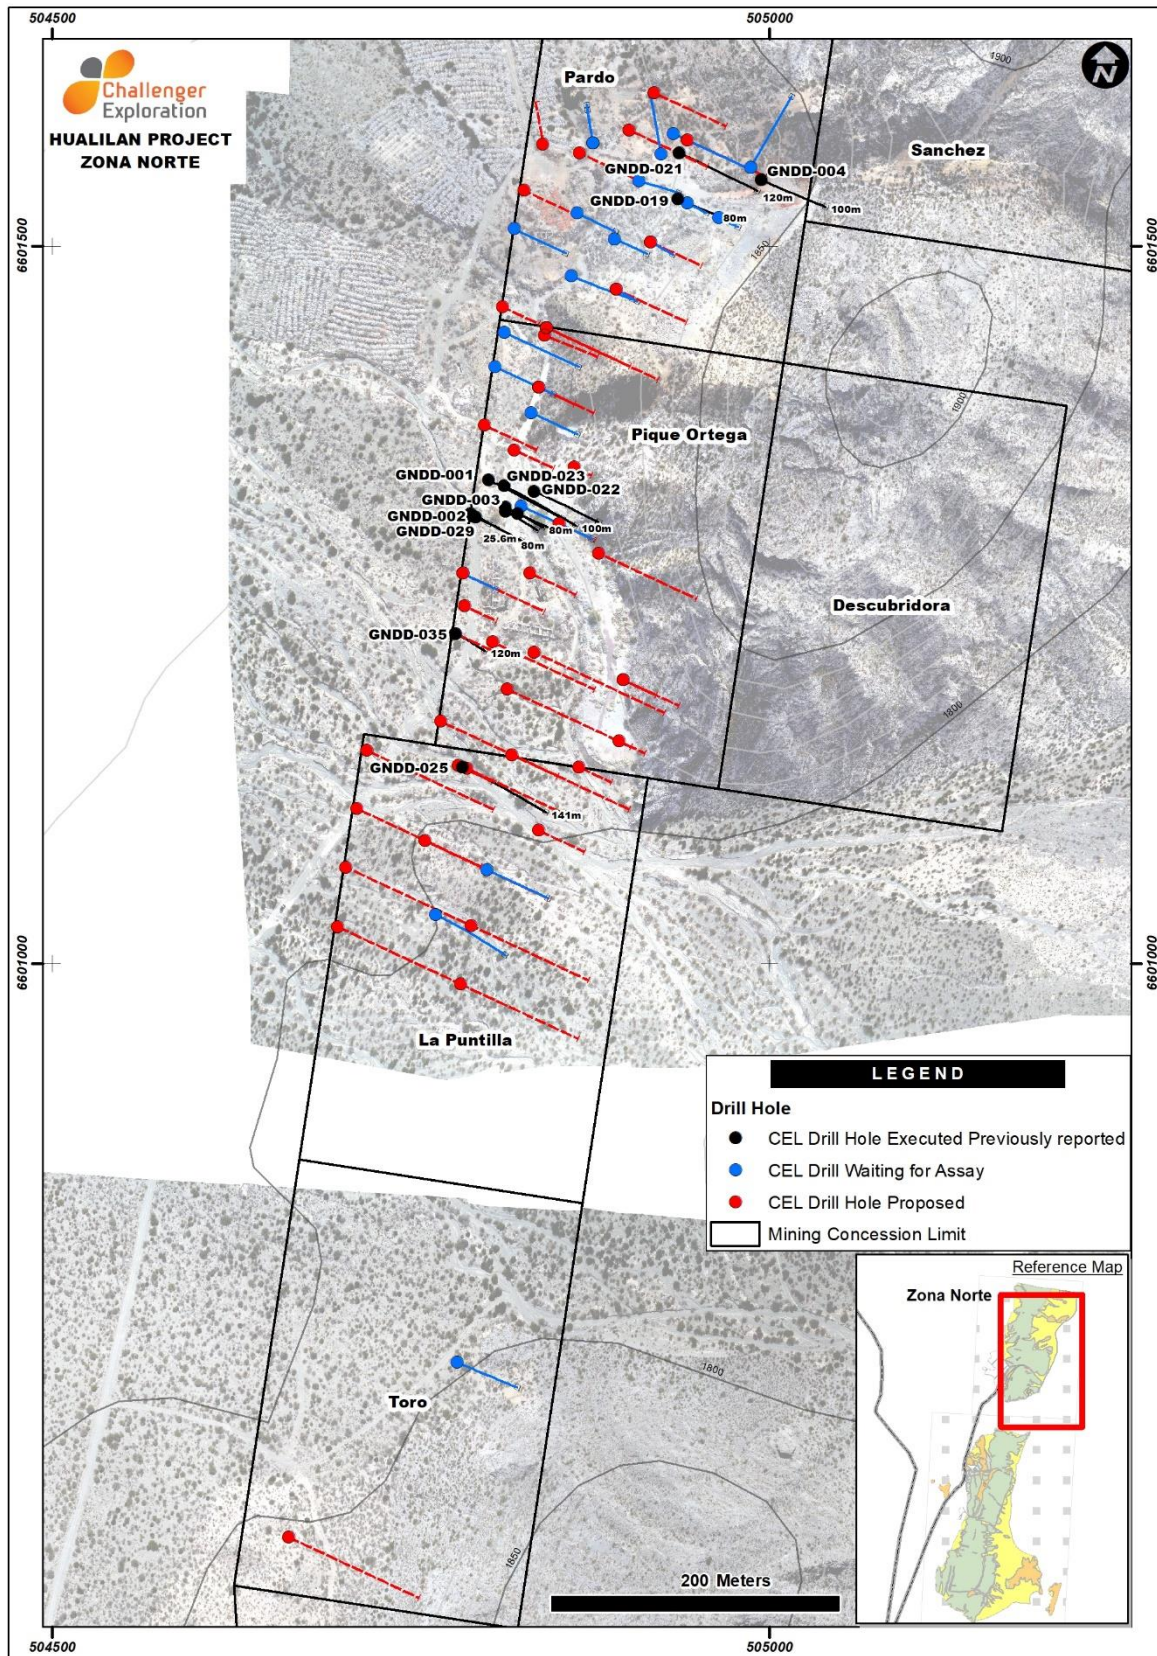 504500
505000
Challenger
Exploration
HUALILAN PROJECT
ZONA NORTE
N
1900
Pardo
Sanchez
GNDD-021
GNDD-004
120m
100m
GNDD-019
80m
6601500
6601500
1850
1900
Pique Ortega
GNDD-001
GNDD-023
GNDD-022
GNDD-003
GNDD-002
GNDD-029
25.6m
80m
80m
100m
Descubridora
GNDD-035
120m
1800
GNDD-025
141m
6601000
6601000
La Puntilla
LEGEND
Drill Hole
CEL Drill Hole Executed Previously reported
CEL Drill Waiting for Assay
CEL Drill Hole Proposed
Mining Concession Limit
Reference Map
Zona Norte
1800
Toro
1850
200 Meters
504500
505000